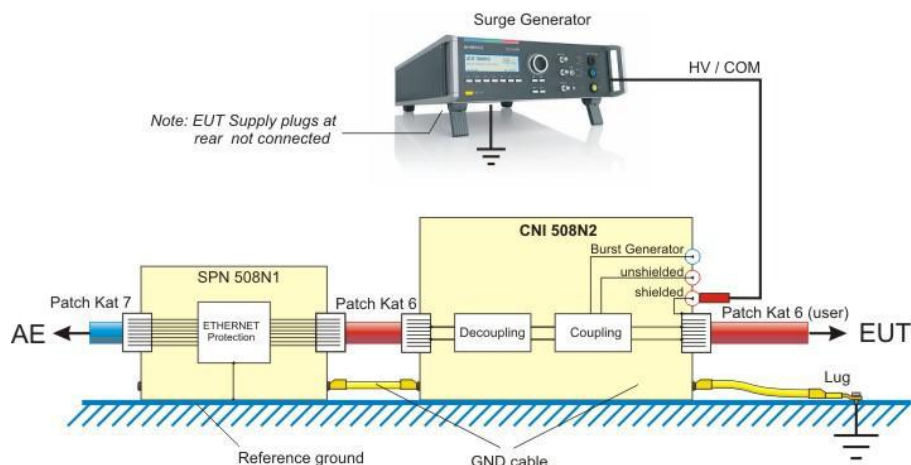 Surge Generator
HV / COM
Note: EUT Supply plugs at
rear not connected
CNI 508N2
Burst Generator
unshielded
shielded
SPN 508N1
Patch Kat 7
Patch Kat 6
Patch Kat 6 (user)
ETHERNET
Protection
Decoupling
Coupling
AE
EUT
Lug
Reference ground
GND cable